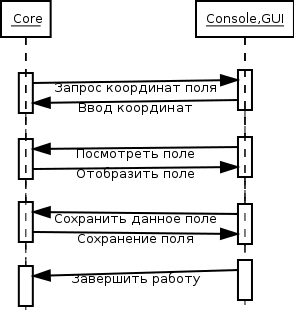 Core
Console,GUI
Запрос координат поля
Ввод координат
Посмотреть поле
Отобразить поле
Сохранить данное поле
Сохранение поля
Завершить работу